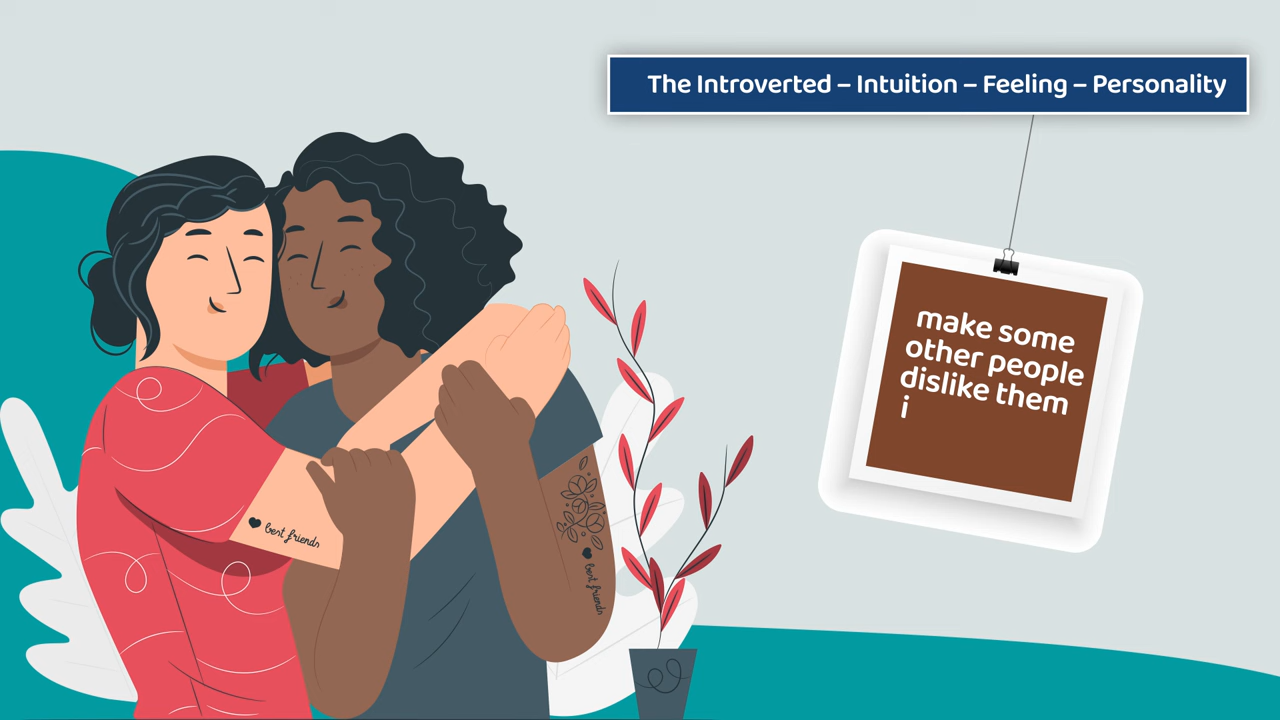 The Introverted – Intuition – Feeling – Personality
make some
other people
dislike them
i
best friends
best friends